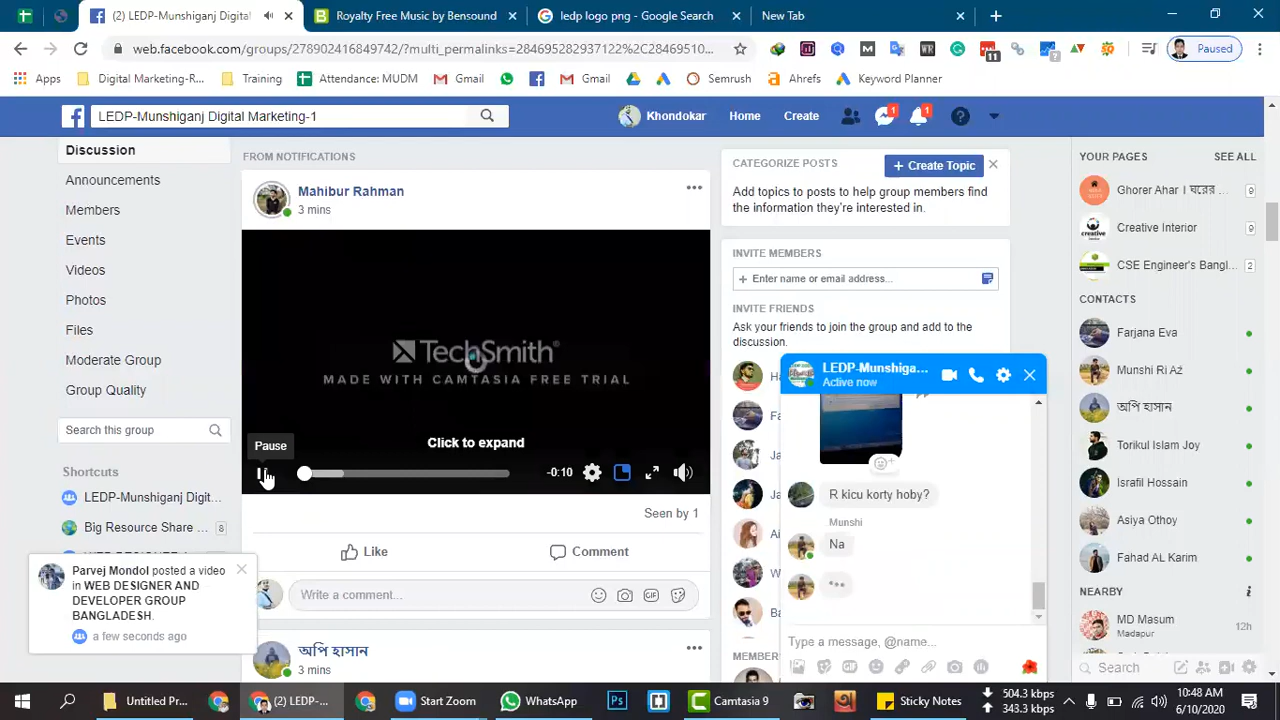 (2) LEDP-Munshiganj Digital
Royalty Free Music by Bensound
ledp logo png - Google Search
New Tab
web.facebook.com/groups/278902416849742/?multi_permalinks=284695282937122%2C28469510...
Paused
11
?
Apps
Digital Marketing-R...
Training
Attendance: MUDM
Gmail
Gmail
Semrush
Ahrefs
Keyword Planner
LEDP-Munshiganj Digital Marketing-1
Khondokar
Home
Create
1
1
Discussion
Announcements
Members
Events
Videos
Photos
Files
Moderate Group
Group Quality
Search this group
Shortcuts
LEDP-Munshiganj Digit...
Big Resource Share ...
8
Parvej Mondol posted a video
in WEB DESIGNER AND
DEVELOPER GROUP
BANGLADESH.
a few seconds ago
FROM NOTIFICATIONS
Mahibur Rahman
3 mins
TechSmith®
MADE WITH CAMTASIA FREE TRIAL
Click to expand
Pause
-0:10
Seen by 1
Like
Comment
Write a comment...
GIF
অপি হাসান
3 mins
CATEGORIZE POSTS
+ Create Topic
Add topics to posts to help group members find
the information they're interested in.
INVITE MEMBERS
+ Enter name or email address...
INVITE FRIENDS
Ask your friends to join the group and add to the
discussion.
LEDP-Munshiga...
Active now
R kicu korty hoby?
Munshi
Na
Type a message, @name...
GIF
YOUR PAGES
SEE ALL
Ghorer Ahar । ঘরের ...
9
Creative Interior
9
CSE Engineer's Bangl...
2
CONTACTS
Farjana Eva
Munshi Ri Az
অপি হাসান
Torikul Islam Joy
Israfil Hossain
Asiya Othoy
Fahad AL Karim
NEARBY
MD Masum
Madapur
12h
Search
Untitled Pr...
(2) LEDP-...
Start Zoom
WhatsApp
Ps
Camtasia 9
Sticky Notes
504.3 kbps
343.3 kbps
10:48 AM
6/10/2020